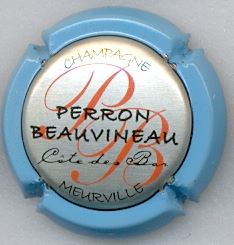 CHAMPAGNE
PB
PERRON
BEAUVINEAU
Côte des Bar
MEURVILLE